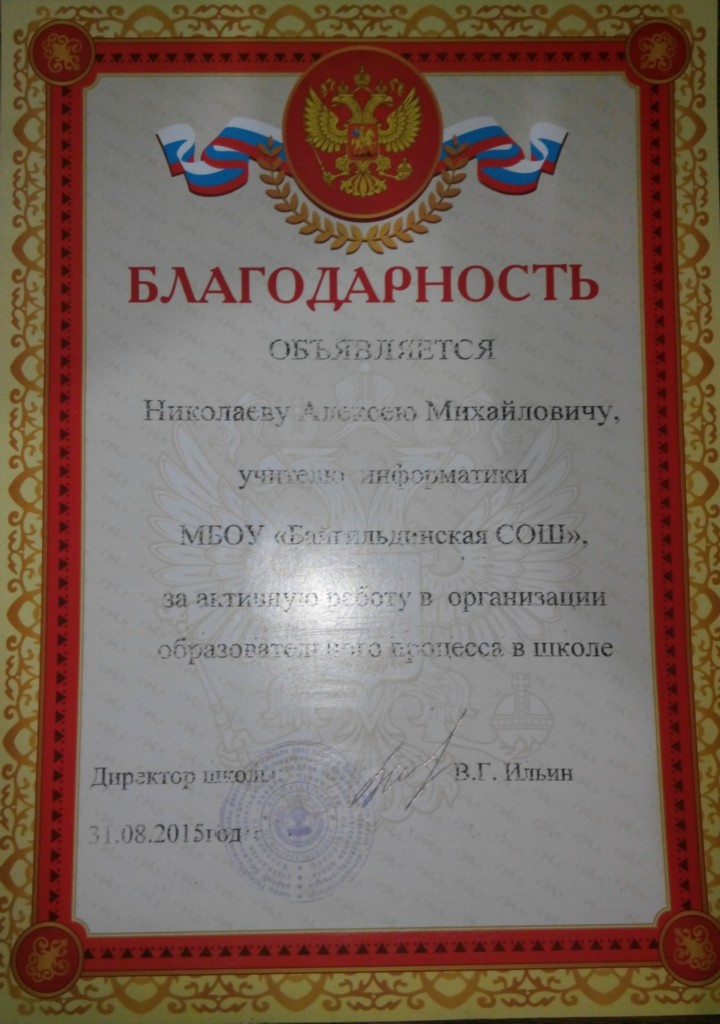 БЛАГОДАРНОСТЬ
ОБЪЯВЛЯЕТСЯ
Николаеву Алексею Михайловичу,
учителю информатики
МБОУ «Байгильдинская СОШ»,
за активную работу в организации
образовательного процесса в школе
Директор школы: В.Г. Ильин
31.08.2015год